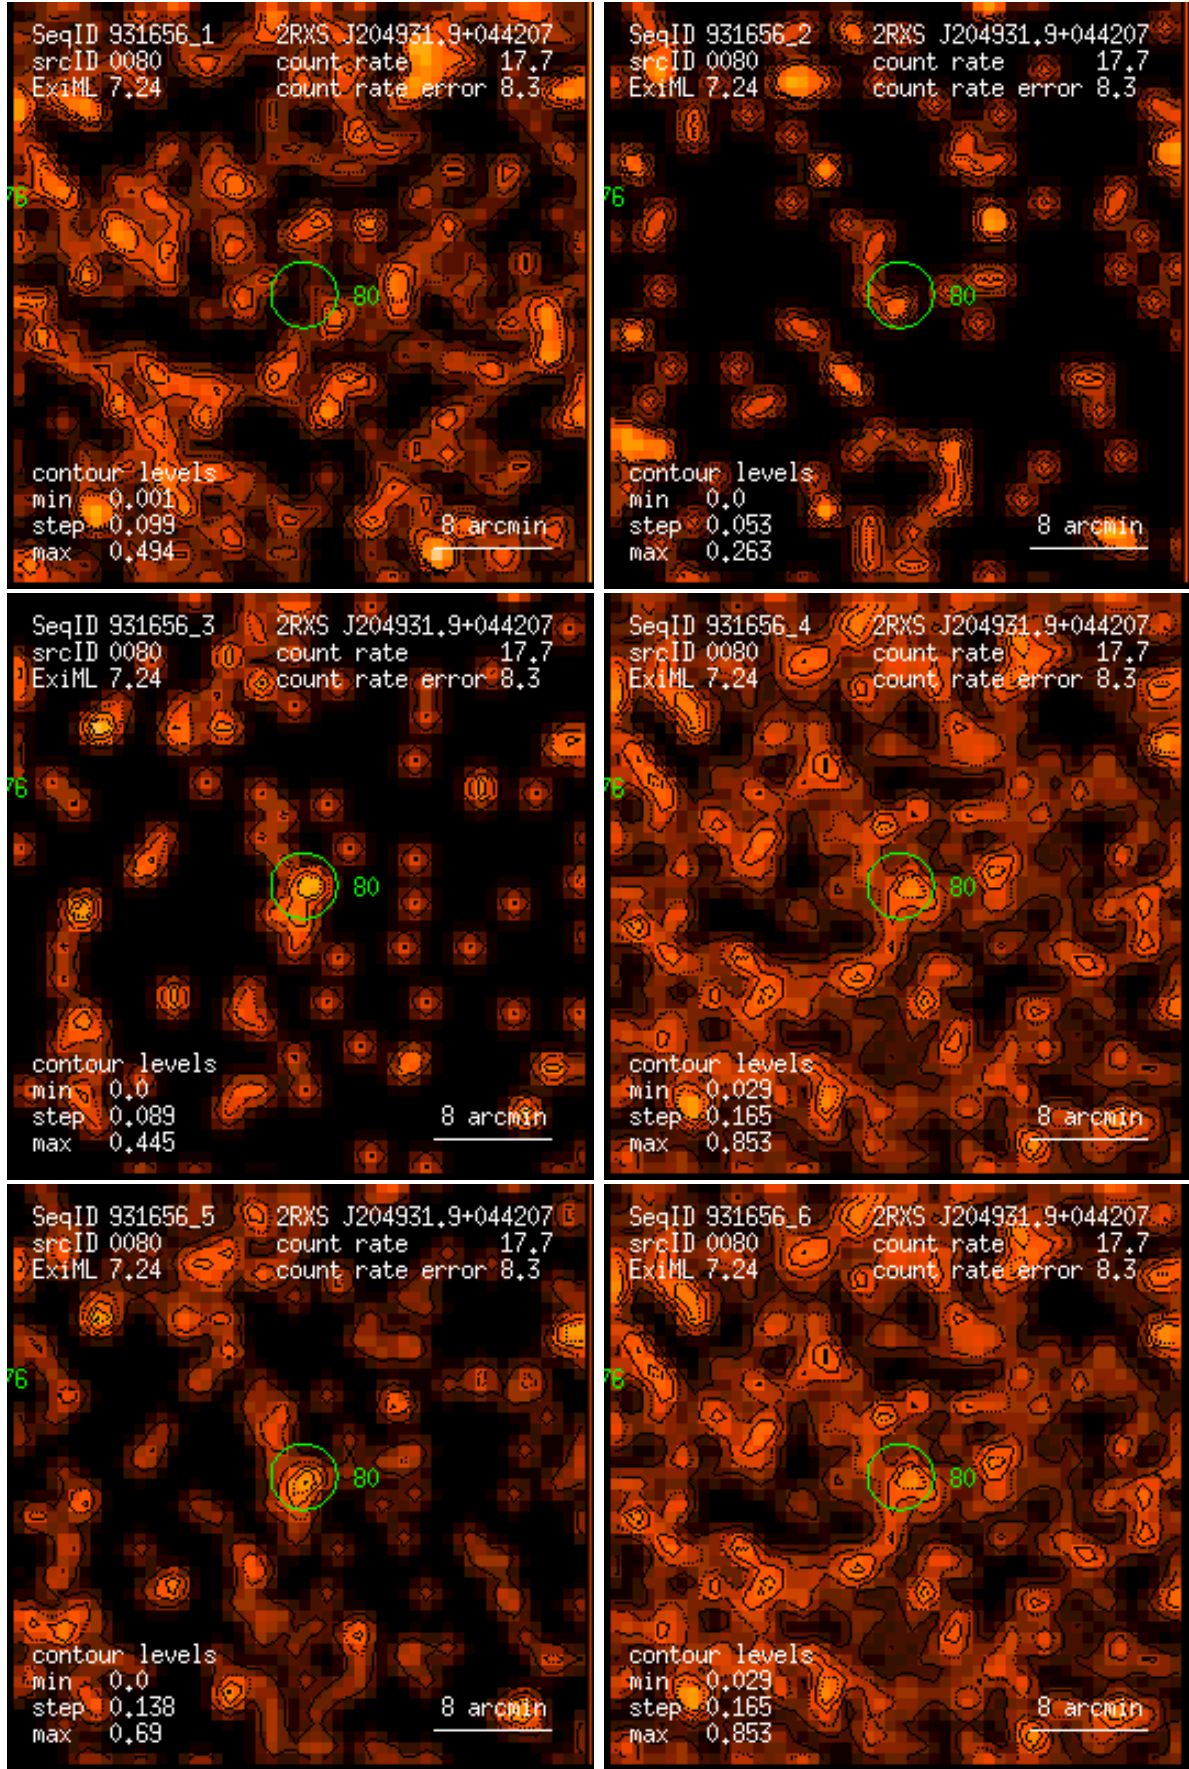 SeqID 931656_1 2RXS J204931.9+044207
srcID 0080 count rate 17.7
ExiML 7.24 count rate error 8.3
76
80
contour levels
min 0.001
step 0.099 8 arcmin
max 0.494
SeqID 931656_2 2RXS J204931.9+044207
srcID 0080 count rate 17.7
ExiML 7.24 count rate error 8.3
76
80
contour levels
min 0.0
step 0.053 8 arcmin
max 0.263
SeqID 931656_3 2RXS J204931.9+044207
srcID 0080 count rate 17.7
ExiML 7.24 count rate error 8.3
76
80
contour levels
min 0.0
step 0.089 8 arcmin
max 0.445
SeqID 931656_4 2RXS J204931.9+044207
srcID 0080 count rate 17.7
ExiML 7.24 count rate error 8.3
76
80
contour levels
min 0.029
step 0.165 8 arcmin
max 0.853
SeqID 931656_5 2RXS J204931.9+044207
srcID 0080 count rate 17.7
ExiML 7.24 count rate error 8.3
76
80
contour levels
min 0.0
step 0.138 8 arcmin
max 0.69
SeqID 931656_6 2RXS J204931.9+044207
srcID 0080 count rate 17.7
ExiML 7.24 count rate error 8.3
76
80
contour levels
min 0.029
step 0.165 8 arcmin
max 0.853